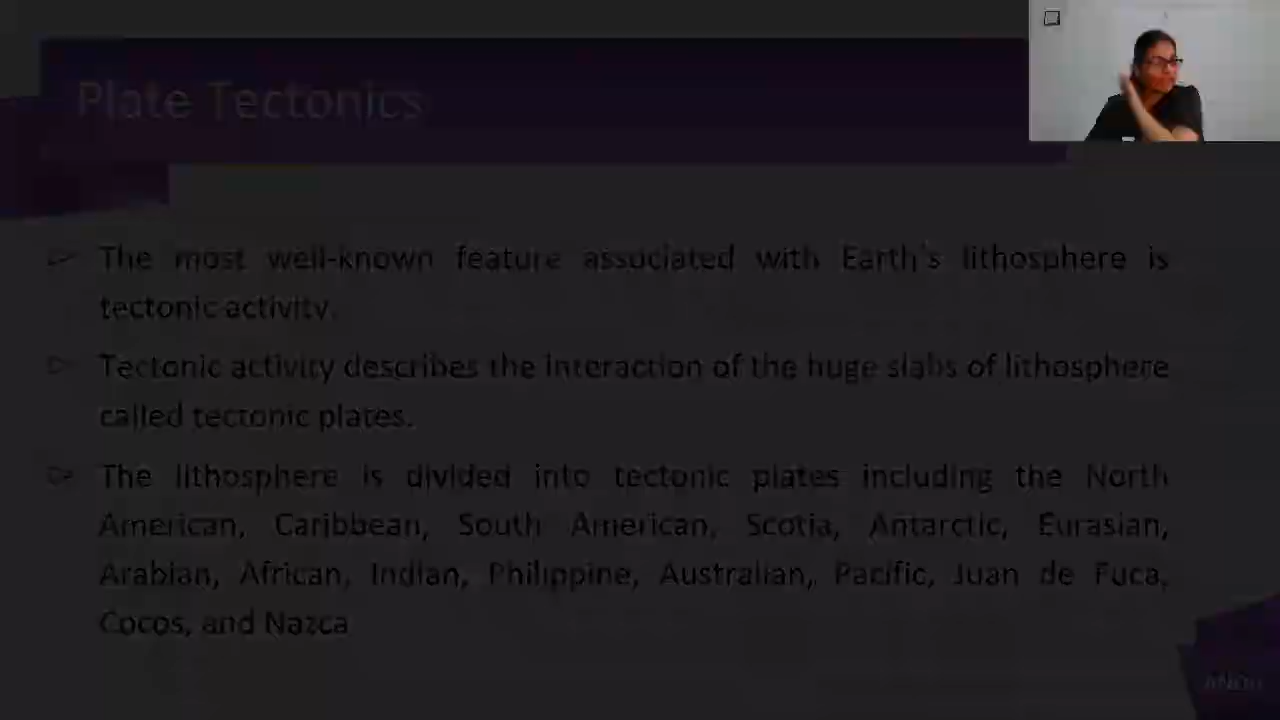 Plate Tectonics
The most well-known feature associated with Earth's lithosphere is
tectonic activity.
Tectonic activity describes the interaction of the huge slabs of lithosphere
called tectonic plates.
The lithosphere is divided into tectonic plates including the North
American, Caribbean, South American, Scotia, Antarctic, Eurasian,
Arabian, African, Indian, Philippine, Australian, Pacific, Juan de Fuca,
Cocos, and Nazca